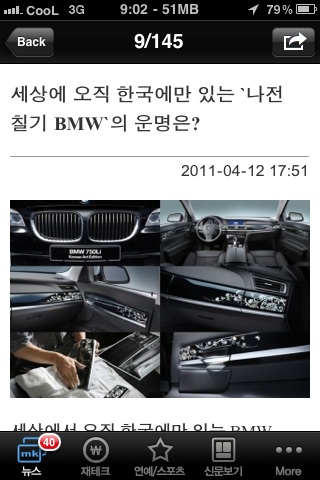 CooL 3G 9:02 - 51MB 79%
Back 9/145
세상에 오직 한국에만 있는 `나전
칠기 BMW`의 운명은?
2011-04-12 17:51
BMW 750Li
Korean Art Edition
세상에서 오직 한국에만 있는 BMW
mk 40
뉴스 재테크 연예/스포츠 신문보기 More